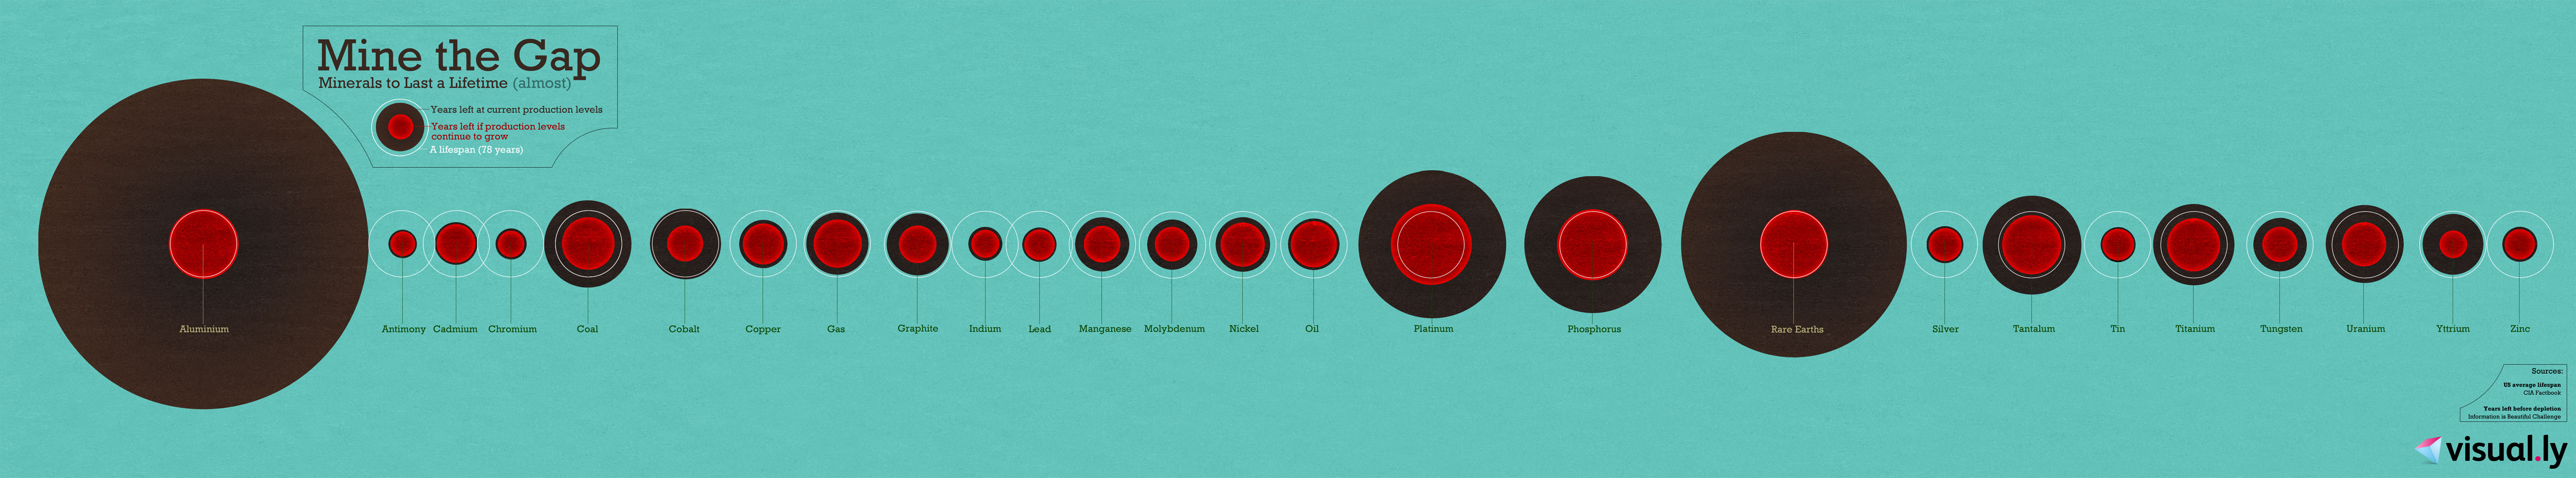 Mine the Gap
Minerals to Last a Lifetime (almost)
Years left at current production levels
Years left if production levels
continue to grow
A lifespan (78 years)
Aluminium
Antimony
Cadmium
Chromium
Coal
Cobalt
Copper
Gas
Graphite
Indium
Lead
Manganese
Molybdenum
Nickel
Oil
Platinum
Phosphorus
Rare Earths
Silver
Tantalum
Tin
Titanium
Tungsten
Uranium
Yttrium
Zinc
Sources:
US average lifespan
CIA Factbook
Years left before depletion
Information is Beautiful Challenge
visual.ly